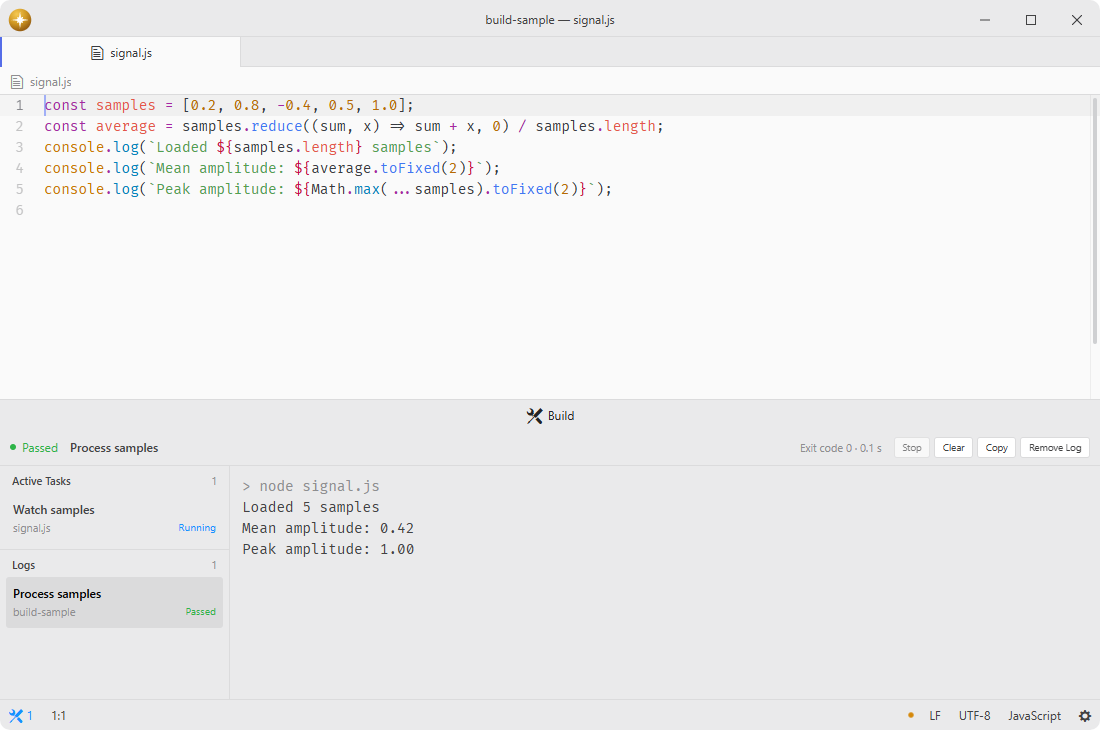 build-sample — signal.js
signal.js
signal.js
1 const samples = [0.2, 0.8, -0.4, 0.5, 1.0];
2 const average = samples.reduce((sum, x) => sum + x, 0) / samples.length;
3 console.log(`Loaded ${samples.length} samples`);
4 console.log(`Mean amplitude: ${average.toFixed(2)}`);
5 console.log(`Peak amplitude: ${Math.max(...samples).toFixed(2)}`);
6
Build
Passed Process samples Exit code 0 · 0.1 s Stop Clear Copy Remove Log
Active Tasks 1
Watch samples
signal.js Running
Logs 1
Process samples
build-sample Passed
> node signal.js
Loaded 5 samples
Mean amplitude: 0.42
Peak amplitude: 1.00
1 1:1 LF UTF-8 JavaScript